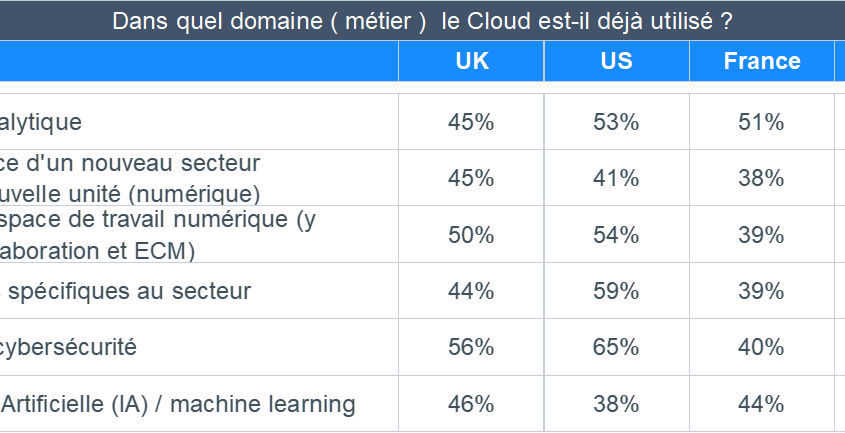 Dans quel domaine ( métier ) le Cloud est-il déjà utilisé ?
UK US France
alytique 45% 53% 51%
ce d'un nouveau secteur
uvelle unité (numérique) 45% 41% 38%
space de travail numérique (y
laboration et ECM) 50% 54% 39%
spécifiques au secteur 44% 59% 39%
cybersécurité 56% 65% 40%
Artificielle (IA) / machine learning 46% 38% 44%